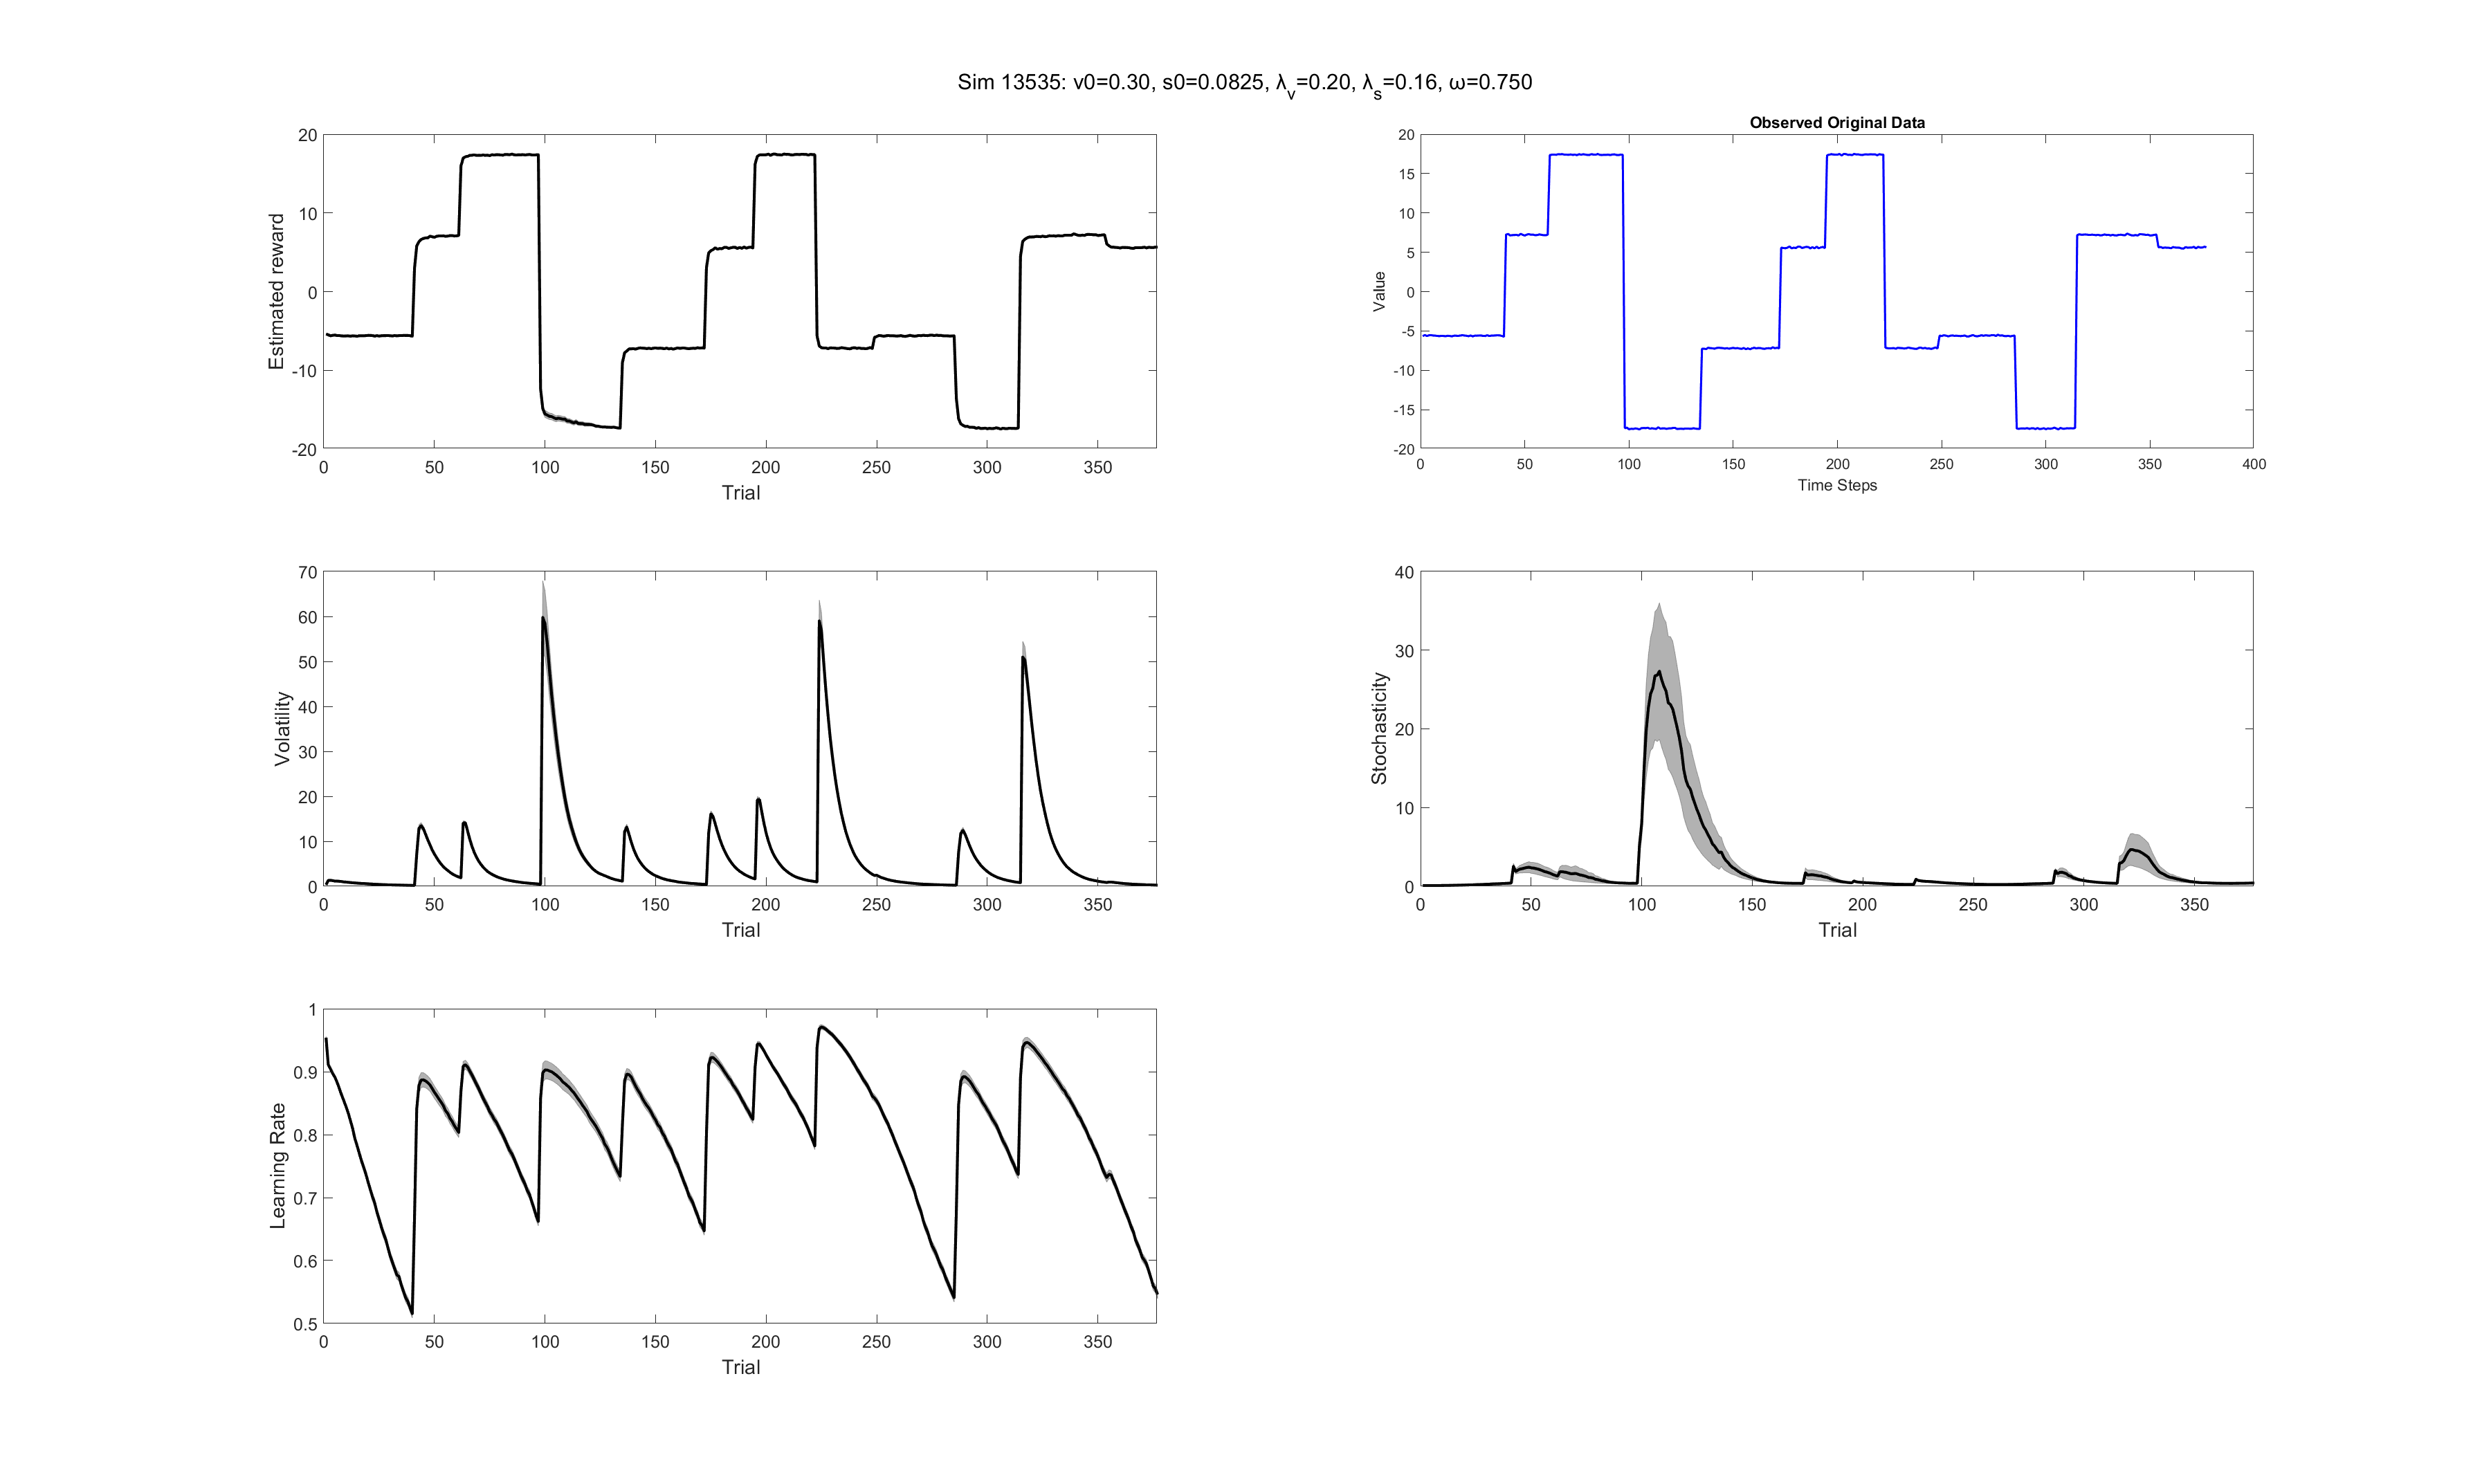 Sim 13535: v0=0.30, s0=0.0825, λ_v=0.20, λ_s=0.16, ω=0.750
20
10
0
-10
-20
Estimated reward
0 50 100 150 200 250 300 350
Trial
Observed Original Data
20
15
10
5
0
-5
-10
-15
-20
Value
0 50 100 150 200 250 300 350 400
Time Steps
70
60
50
40
30
20
10
0
Volatility
0 50 100 150 200 250 300 350
Trial
40
30
20
10
0
Stochasticity
0 50 100 150 200 250 300 350
Trial
1
0.9
0.8
0.7
0.6
0.5
Learning Rate
0 50 100 150 200 250 300 350
Trial